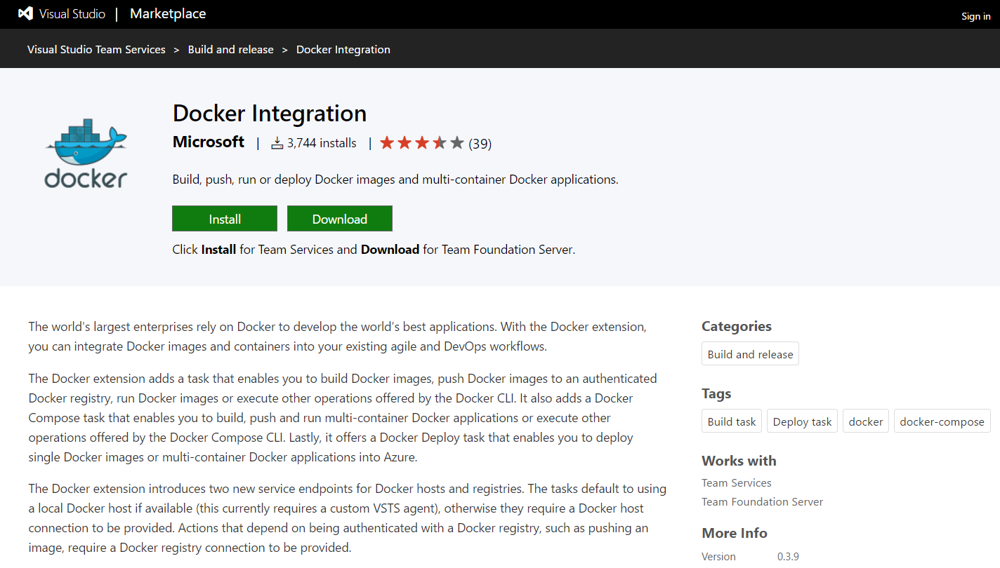 Visual Studio | Marketplace
Sign in
Visual Studio Team Services > Build and release > Docker Integration
docker
Docker Integration
Microsoft | 3,744 installs | (39)
Build, push, run or deploy Docker images and multi-container Docker applications.
Install Download
Click Install for Team Services and Download for Team Foundation Server.
The world's largest enterprises rely on Docker to develop the world’s best applications. With the Docker extension,
you can integrate Docker images and containers into your existing agile and DevOps workflows.
The Docker extension adds a task that enables you to build Docker images, push Docker images to an authenticated
Docker registry, run Docker images or execute other operations offered by the Docker CLI. It also adds a Docker
Compose task that enables you to build, push and run multi-container Docker applications or execute other
operations offered by the Docker Compose CLI. Lastly, it offers a Docker Deploy task that enables you to deploy
single Docker images or multi-container Docker applications into Azure.
The Docker extension introduces two new service endpoints for Docker hosts and registries. The tasks default to using
a local Docker host if available (this currently requires a custom VSTS agent), otherwise they require a Docker host
connection to be provided. Actions that depend on being authenticated with a Docker registry, such as pushing an
image, require a Docker registry connection to be provided.
Categories
Build and release
Tags
Build task Deploy task docker docker-compose
Works with
Team Services
Team Foundation Server
More Info
Version 0.3.9